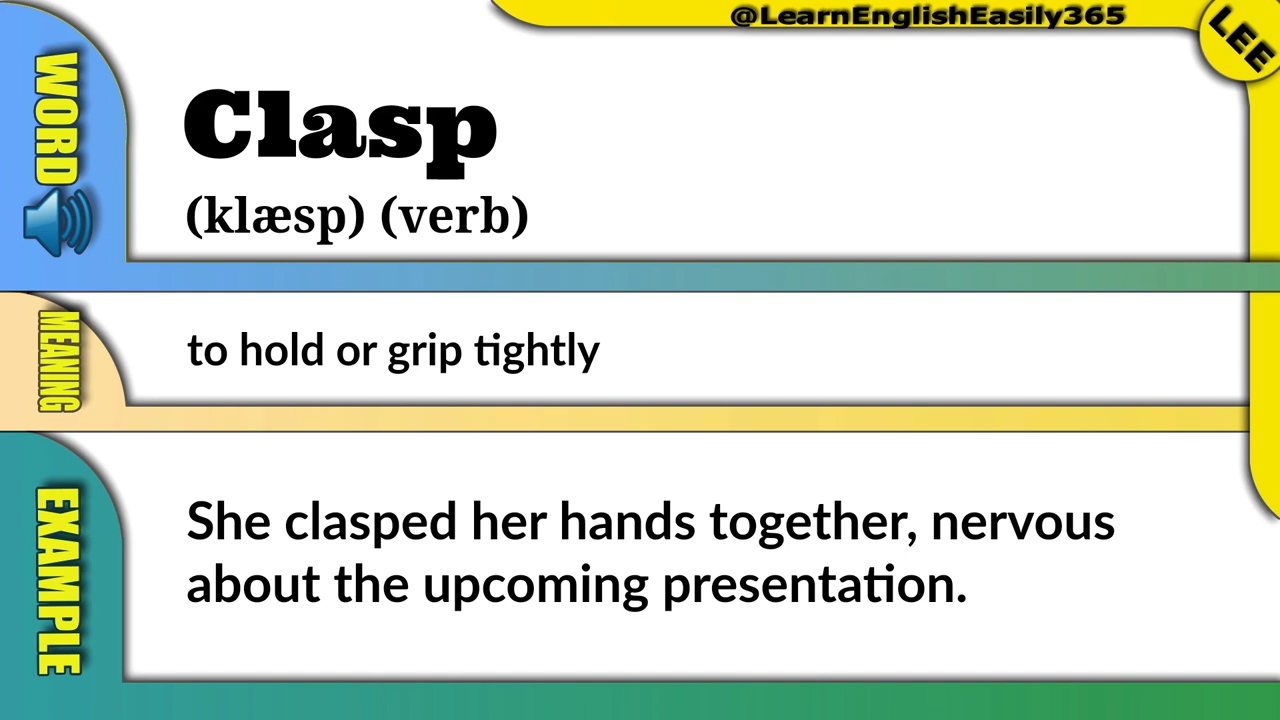 @LearnEnglishEasily365
LEE
WORD
Clasp
(klæsp) (verb)
MEANING
to hold or grip tightly
EXAMPLE
She clasped her hands together, nervous
about the upcoming presentation.